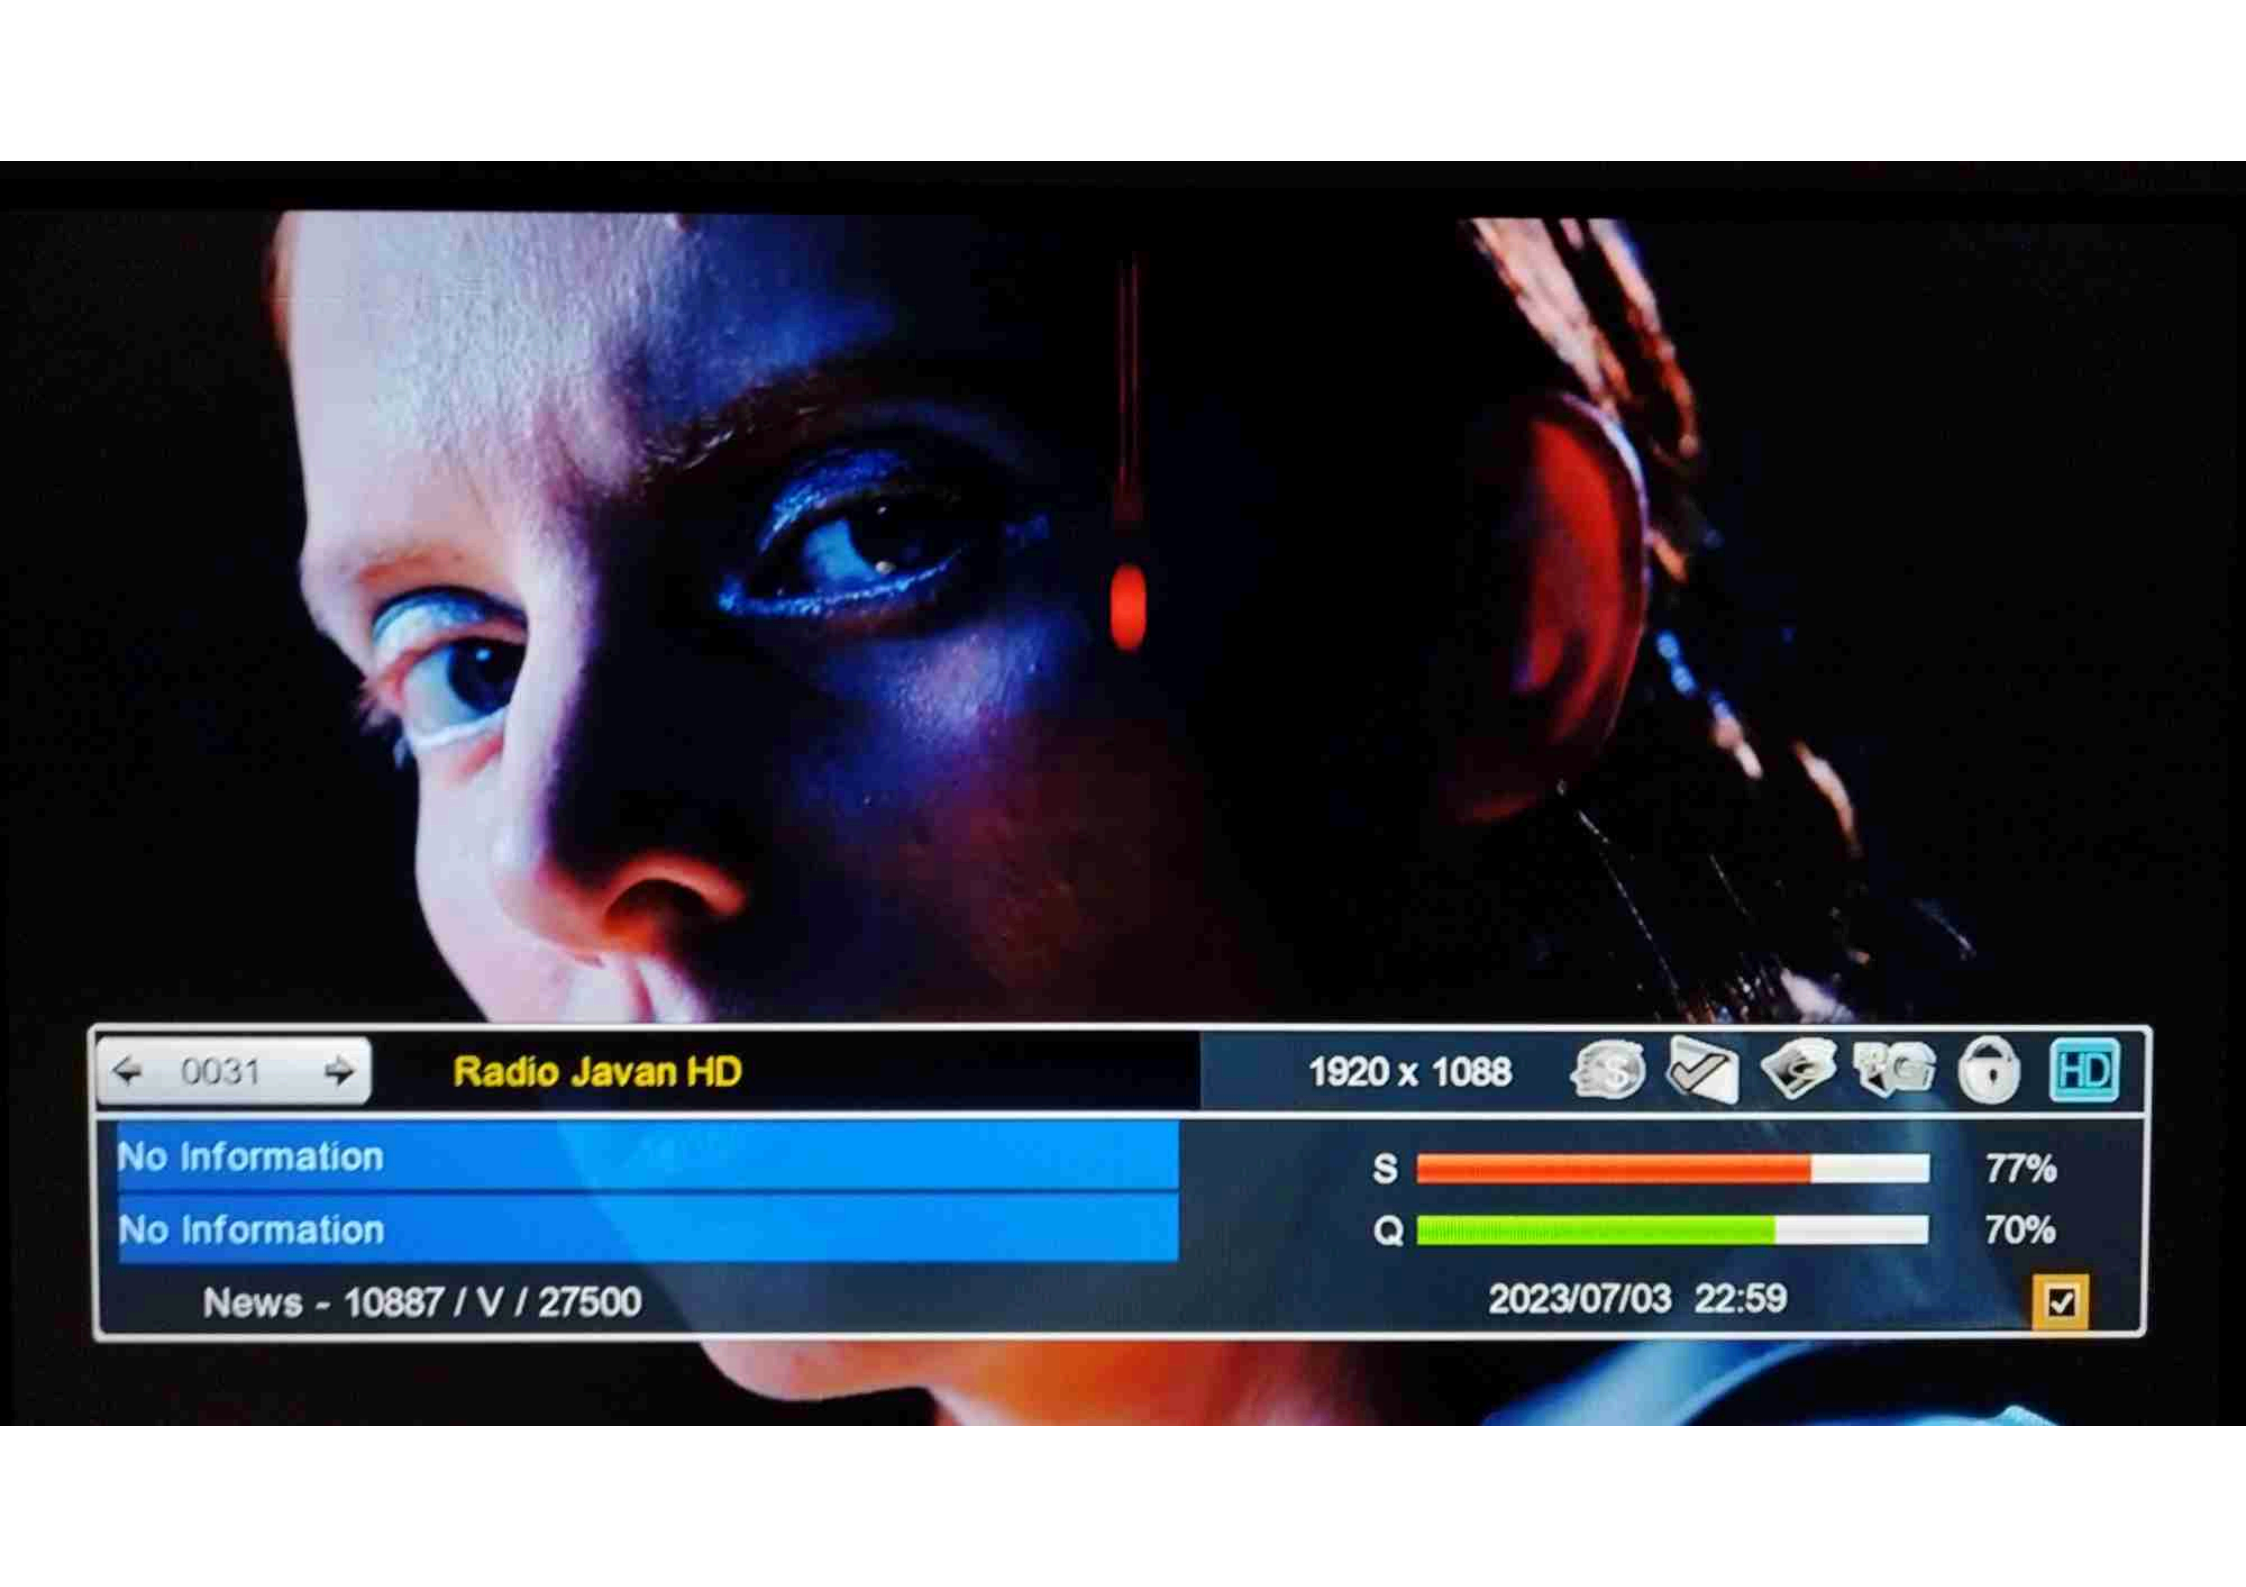 0031 Radio Javan HD 1920 x 1088 HD
No Information
S 77%
No Information
Q 70%
News - 10887 / V / 27500
2023/07/03 22:59